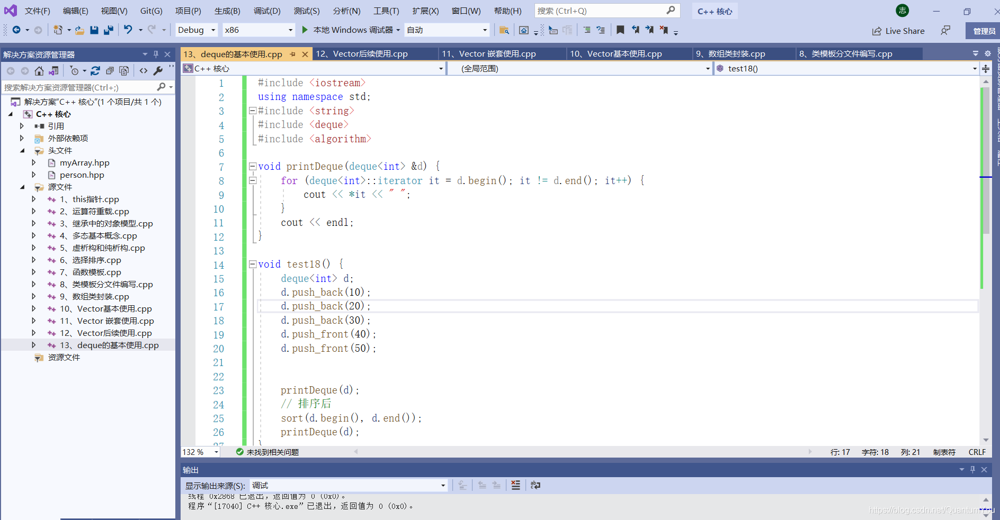 文件(F) 编辑(E) 视图(V) Git(G) 项目(P) 生成(B) 调试(D) 测试(S) 分析(N) 工具(T) 扩展(X) 窗口(W) 帮助(H) 搜索 (Ctrl+Q) C++ 核心 志
Debug x86 本地 Windows 调试器 自动 Live Share 管理员
解决方案资源管理器
搜索解决方案资源管理器(Ctrl+;)
解决方案"C++ 核心"(1 个项目/共 1 个)
C++ 核心
引用
外部依赖项
头文件
myArray.hpp
person.hpp
源文件
1、this指针.cpp
2、运算符重载.cpp
3、继承中的对象模型.cpp
4、多态基本概念.cpp
5、虚析构和纯析构.cpp
6、选择排序.cpp
7、函数模板.cpp
8、类模板分文件编写.cpp
9、数组类封装.cpp
10、Vector基本使用.cpp
11、Vector 嵌套使用.cpp
12、Vector后续使用.cpp
13、deque的基本使用.cpp
资源文件
13、deque的基本使用.cpp 12、Vector后续使用.cpp 11、Vector 嵌套使用.cpp 10、Vector基本使用.cpp 9、数组类封装.cpp 8、类模板分文件编写.cpp
C++ 核心 (全局范围) test18()
1 #include <iostream>
2 using namespace std;
3 #include <string>
4 #include <deque>
5 #include <algorithm>
6
7 void printDeque(deque<int> &d) {
8 for (deque<int>::iterator it = d.begin(); it != d.end(); it++) {
9 cout << *it << " ";
10 }
11 cout << endl;
12 }
13
14 void test18() {
15 deque<int> d;
16 d.push_back(10);
17 d.push_back(20);
18 d.push_back(30);
19 d.push_front(40);
20 d.push_front(50);
21
22
23 printDeque(d);
24 // 排序后
25 sort(d.begin(), d.end());
26 printDeque(d);
27 }
132 % 未找到相关问题 行: 17 字符: 18 列: 21 制表符 CRLF
输出
显示输出来源(S): 调试
线程 0x2868 已退出，返回值为 0 (0x0)。
程序“[17040] C++ 核心.exe”已退出，返回值为 0 (0x0)。